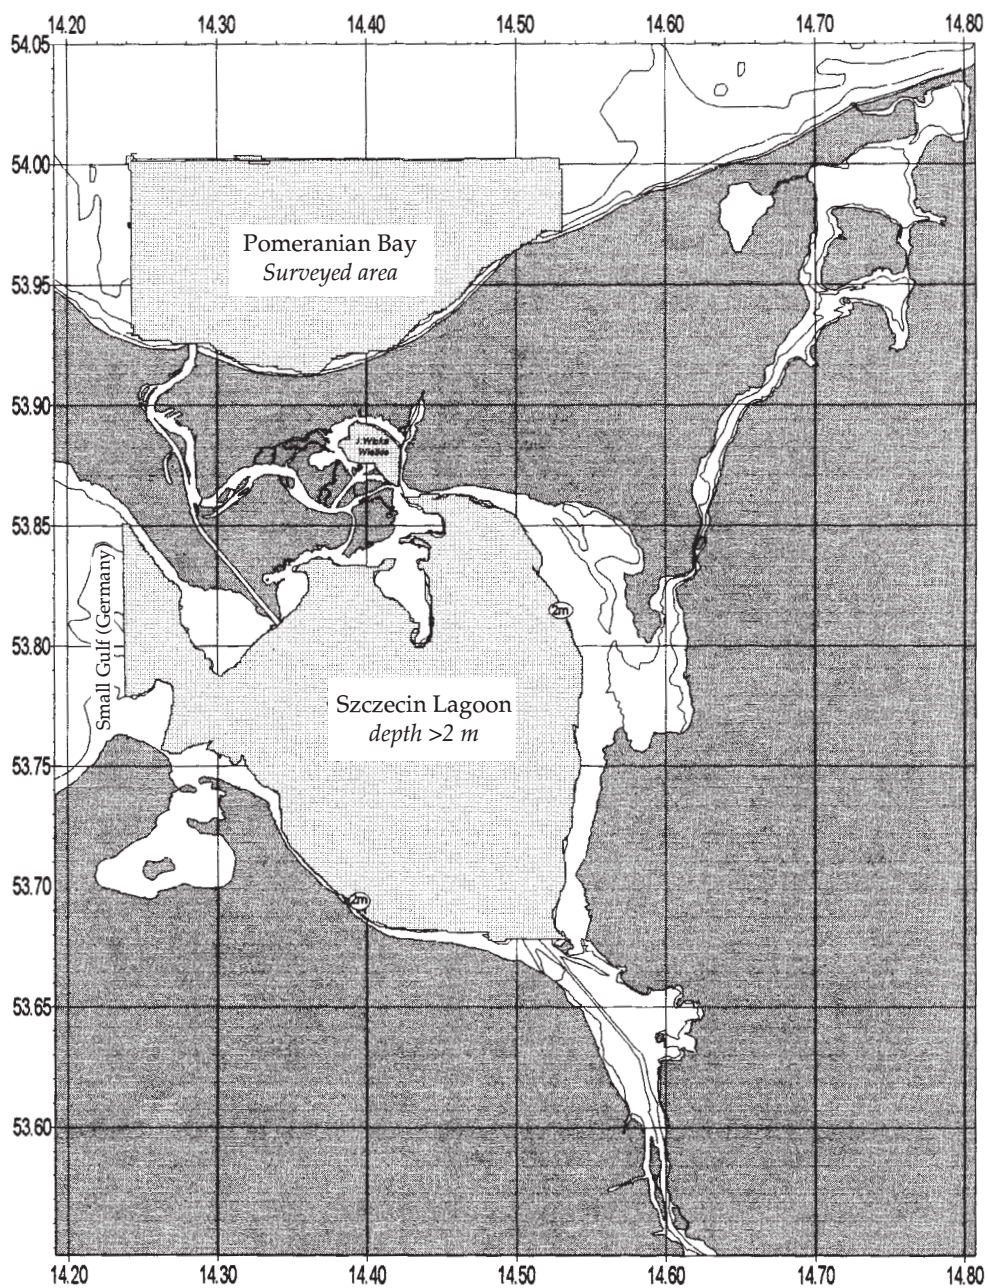 14.20 14.30 14.40 14.50 14.60 14.70 14.80
54.05
54.00
Pomeranian Bay
Surveyed area
53.95
53.90
J. Wicko
Wielkie
53.85
2m
Small Gulf (Germany)
53.80
Szczecin Lagoon
depth >2 m
53.75
53.70
2m
53.65
53.60
14.20 14.30 14.40 14.50 14.60 14.70 14.80